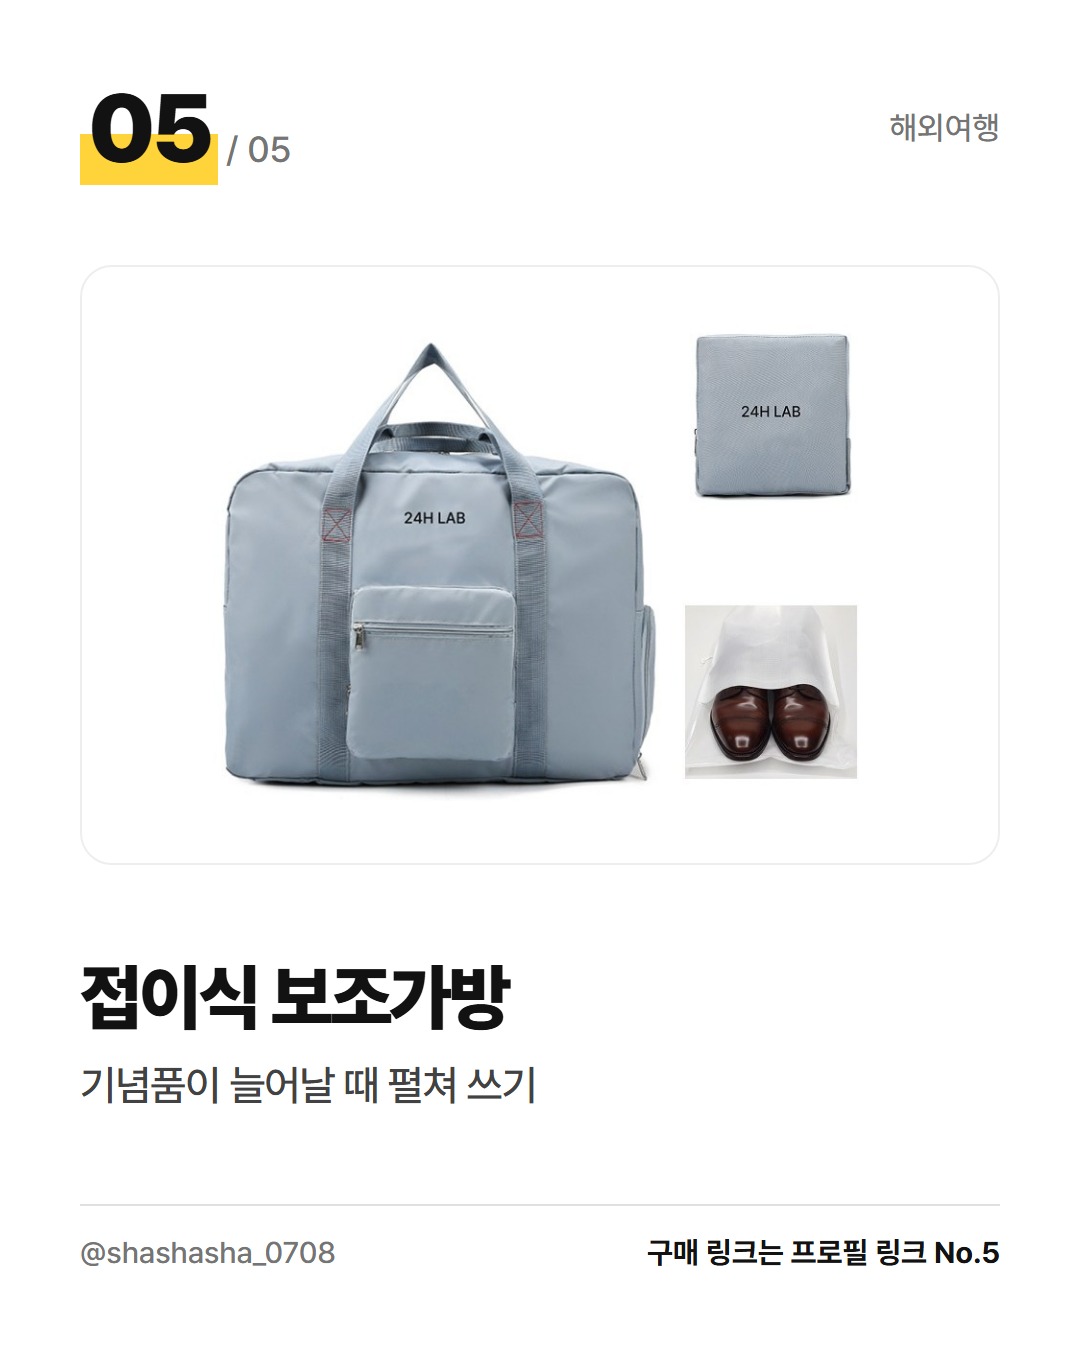 05 / 05
해외여행
24H LAB
24H LAB
접이식 보조가방
기념품이 늘어날 때 펼쳐 쓰기
@shashasha_0708
구매 링크는 프로필 링크 No.5